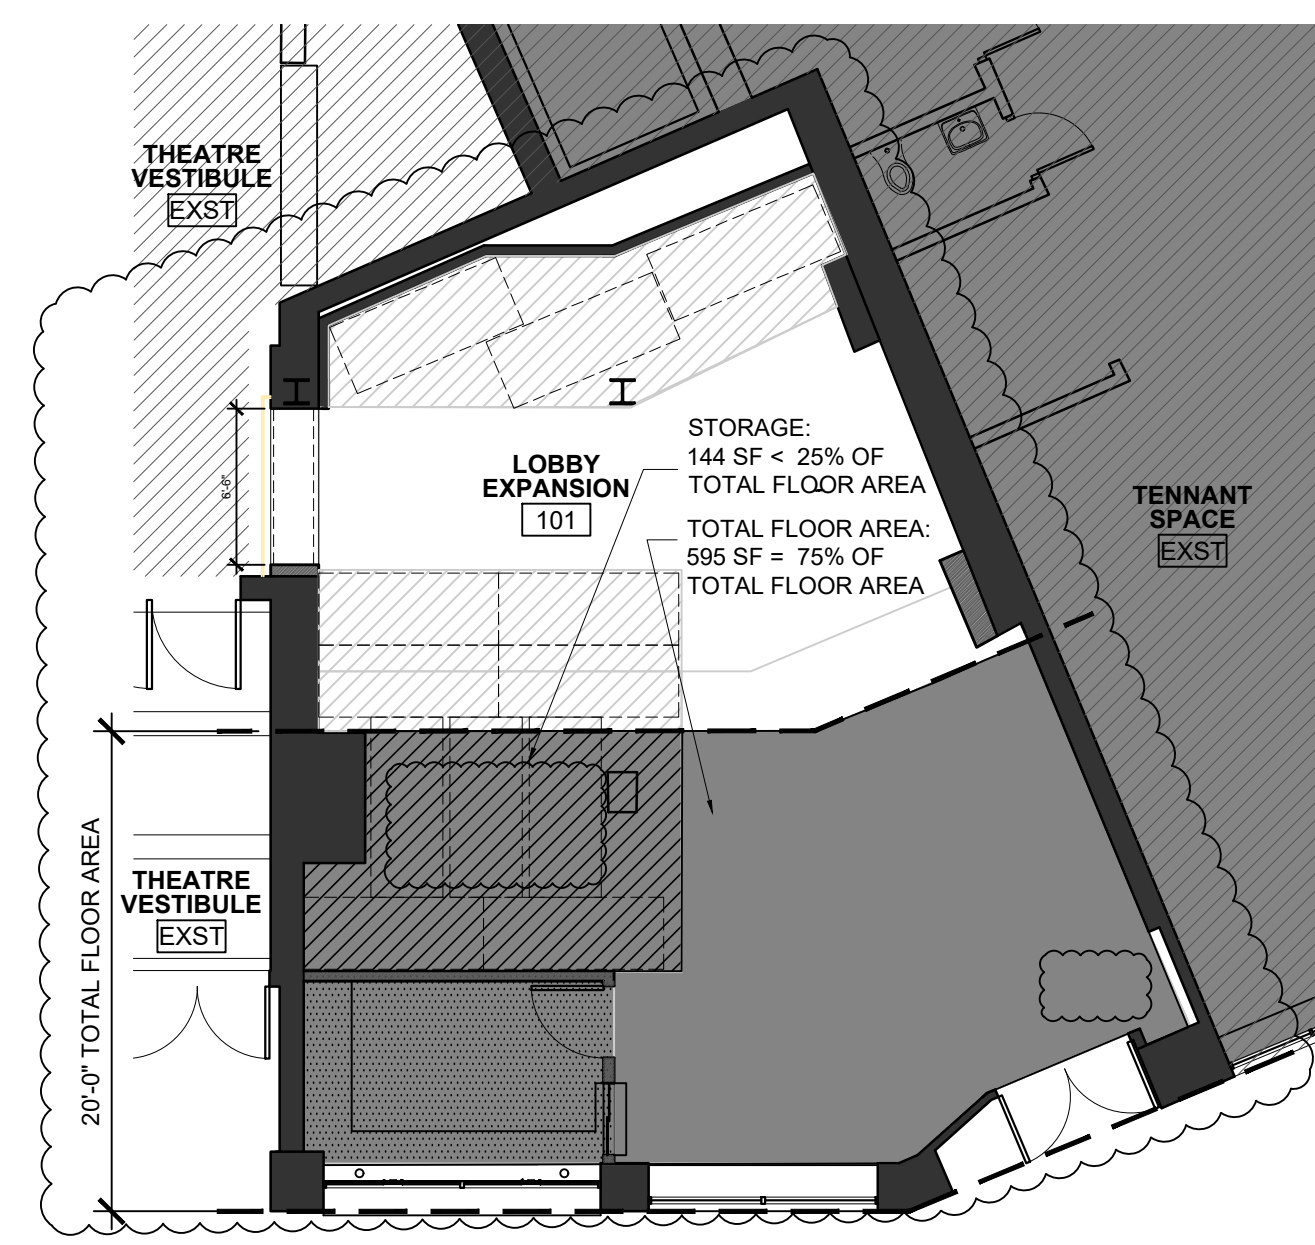 THEATRE
VESTIBULE
EXST
6'-6"
LOBBY
EXPANSION
101
STORAGE:
144 SF < 25% OF
TOTAL FLOOR AREA
TOTAL FLOOR AREA:
595 SF = 75% OF
TOTAL FLOOR AREA
TENNANT
SPACE
EXST
20'-0" TOTAL FLOOR AREA
THEATRE
VESTIBULE
EXST